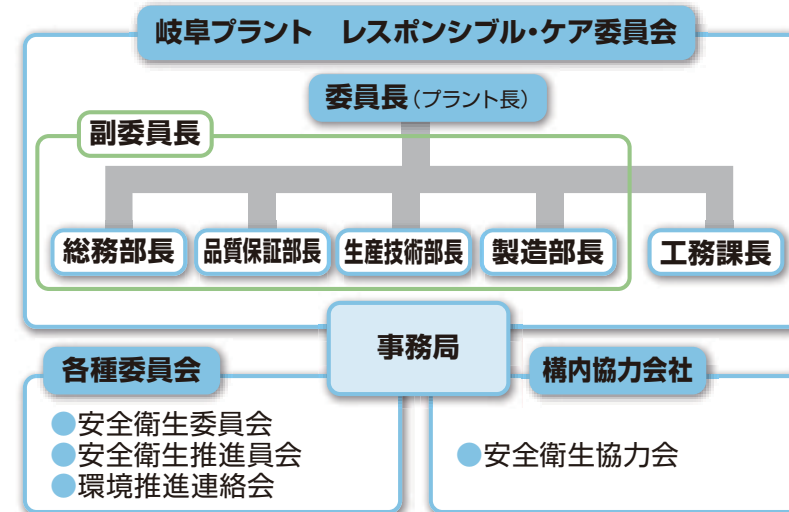 岐阜プラント　レスポンシブル・ケア委員会
委員長（プラント長）
副委員長
総務部長 品質保証部長 生産技術部長 製造部長 工務課長
事務局
各種委員会
●安全衛生委員会
●安全衛生推進員会
●環境推進連絡会
構内協力会社
●安全衛生協力会